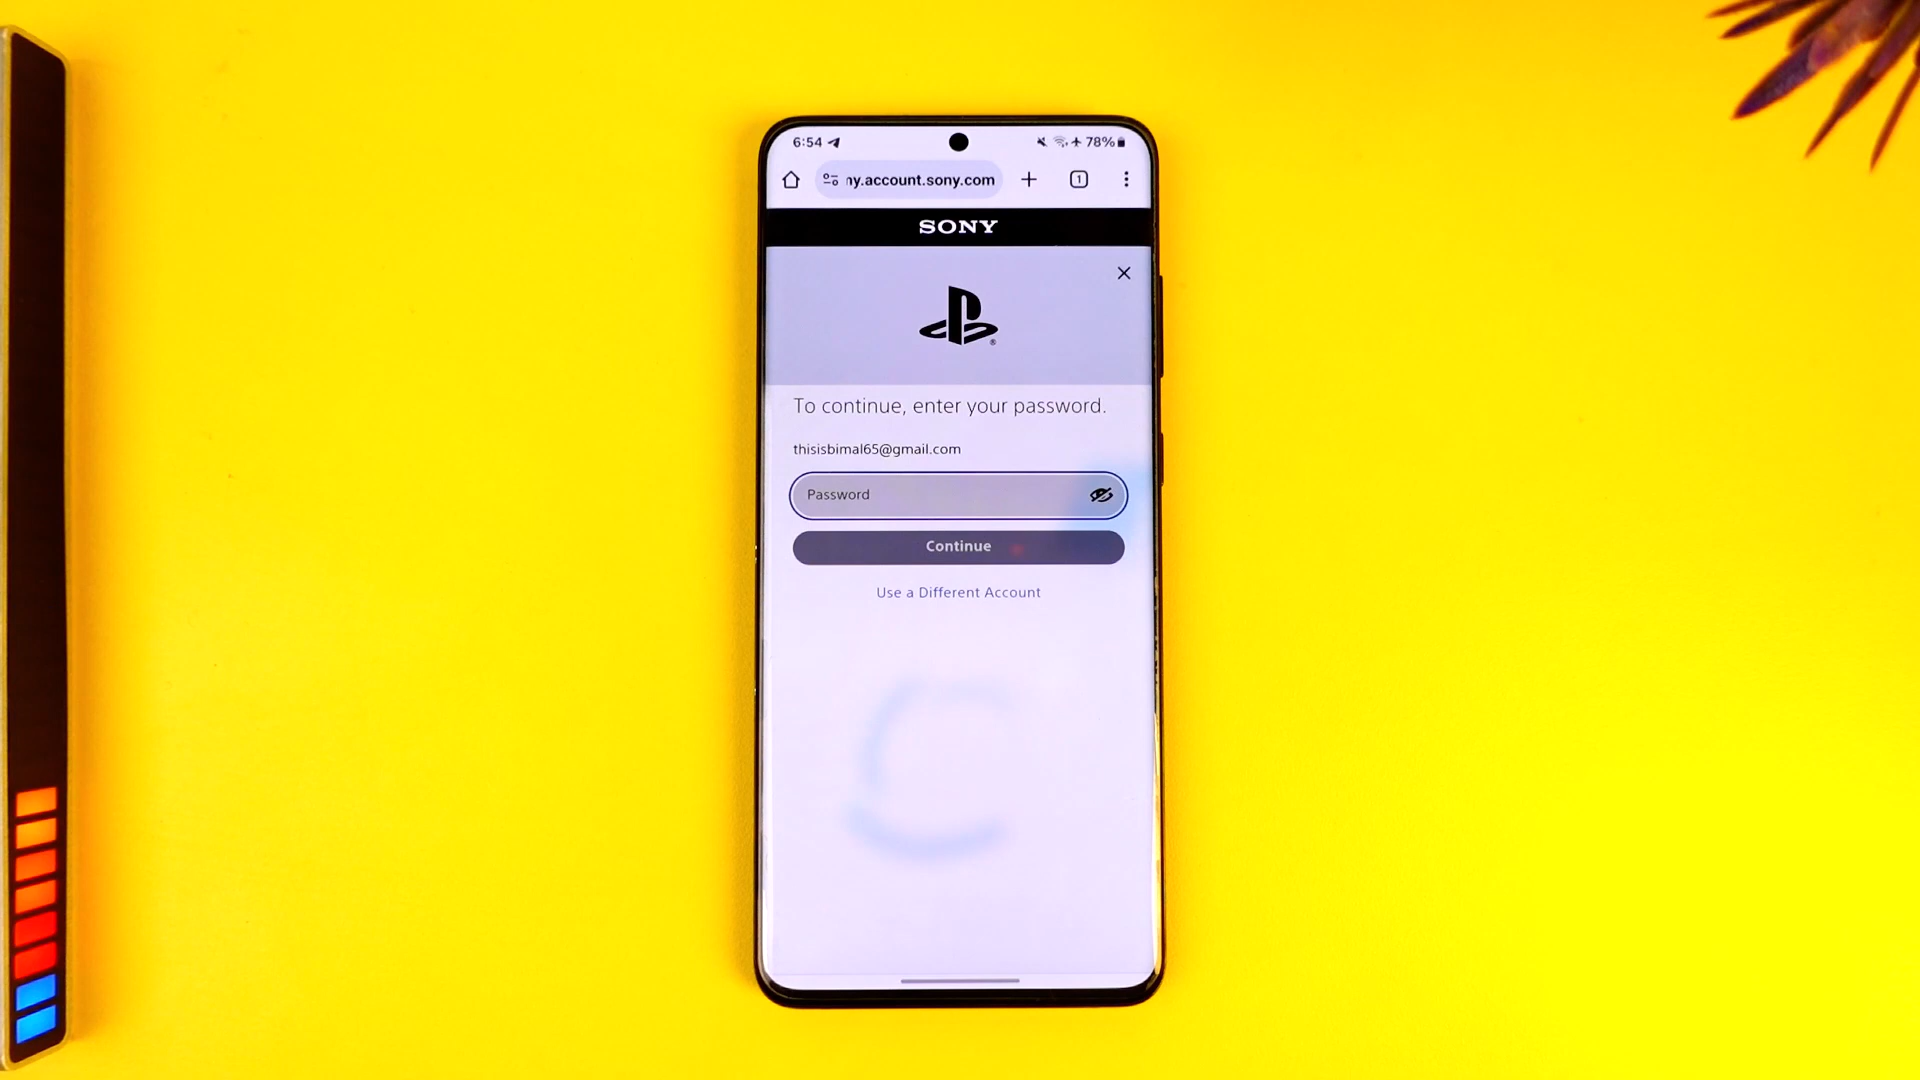 6:54 78%
ny.account.sony.com 1
SONY
To continue, enter your password.
thisisbimal65@gmail.com
Password
Continue
Use a Different Account